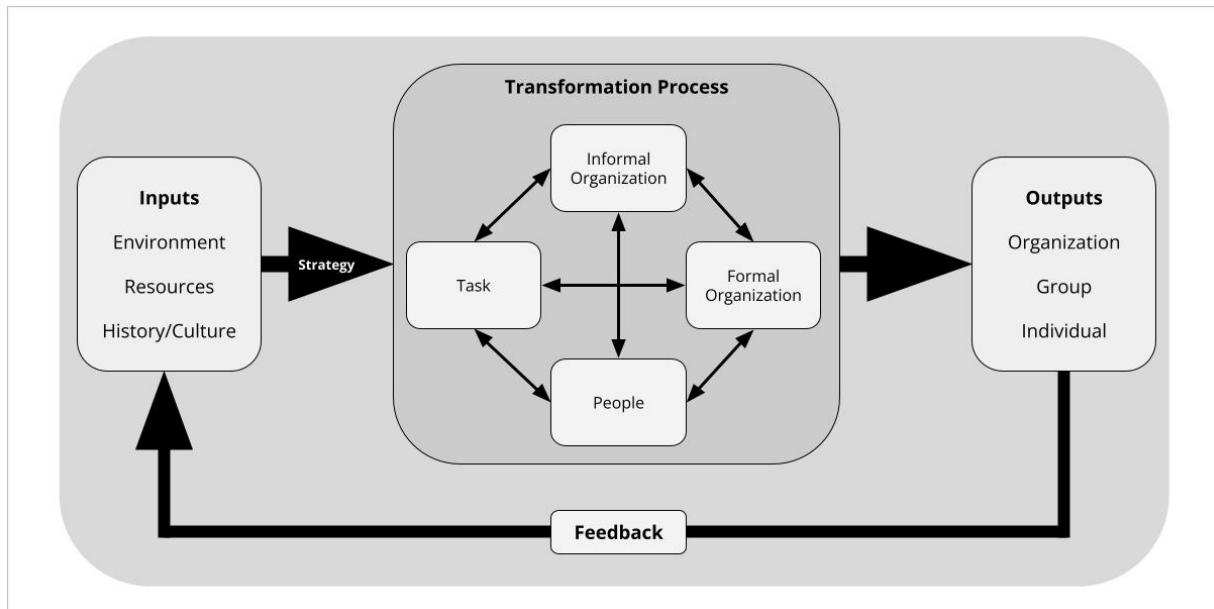 Transformation Process
Informal
Organization
Inputs
Environment
Resources
History/Culture
Strategy
Task
Formal
Organization
People
Outputs
Organization
Group
Individual
Feedback